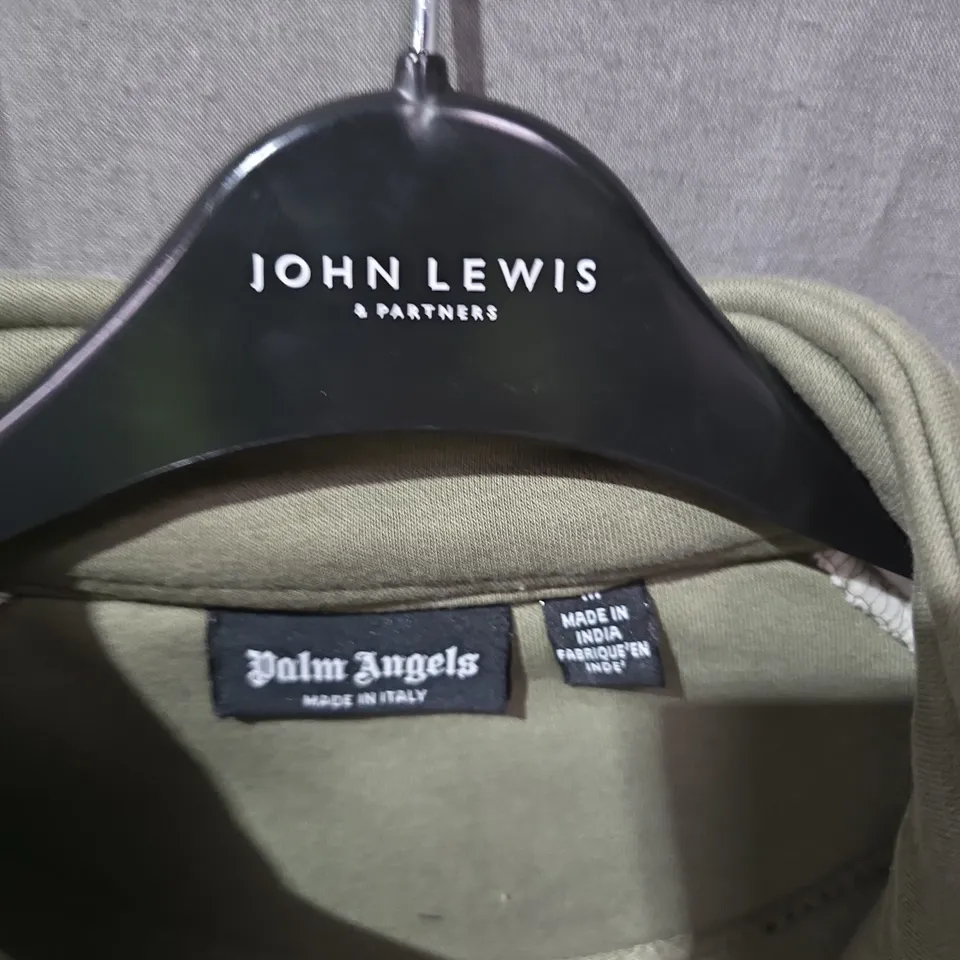 JOHN LEWIS
& PARTNERS
Palm Angels
MADE IN ITALY
MADE IN
INDIA
FABRIQUE'EN
INDE'